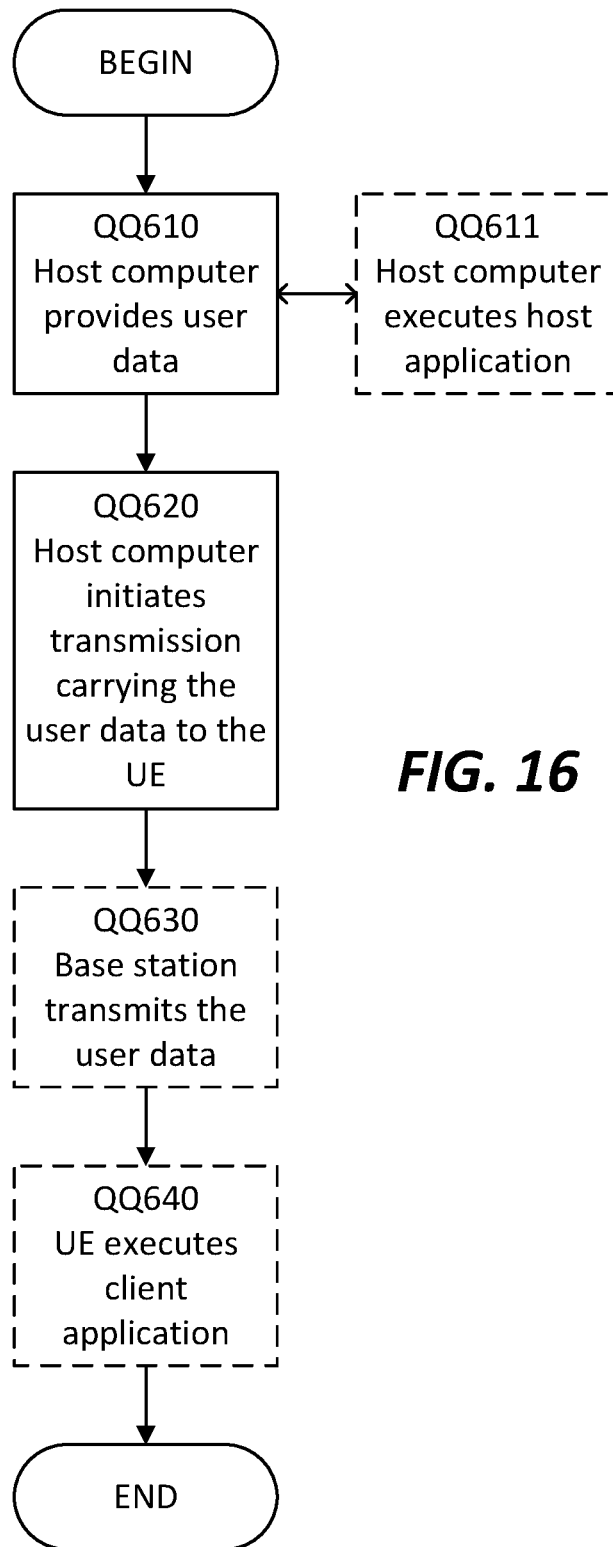 BEGIN
QQ610
Host computer
provides user
data
QQ611
Host computer
executes host
application
QQ620
Host computer
initiates
transmission
carrying the
user data to the
UE
FIG. 16
QQ630
Base station
transmits the
user data
QQ640
UE executes
client
application
END